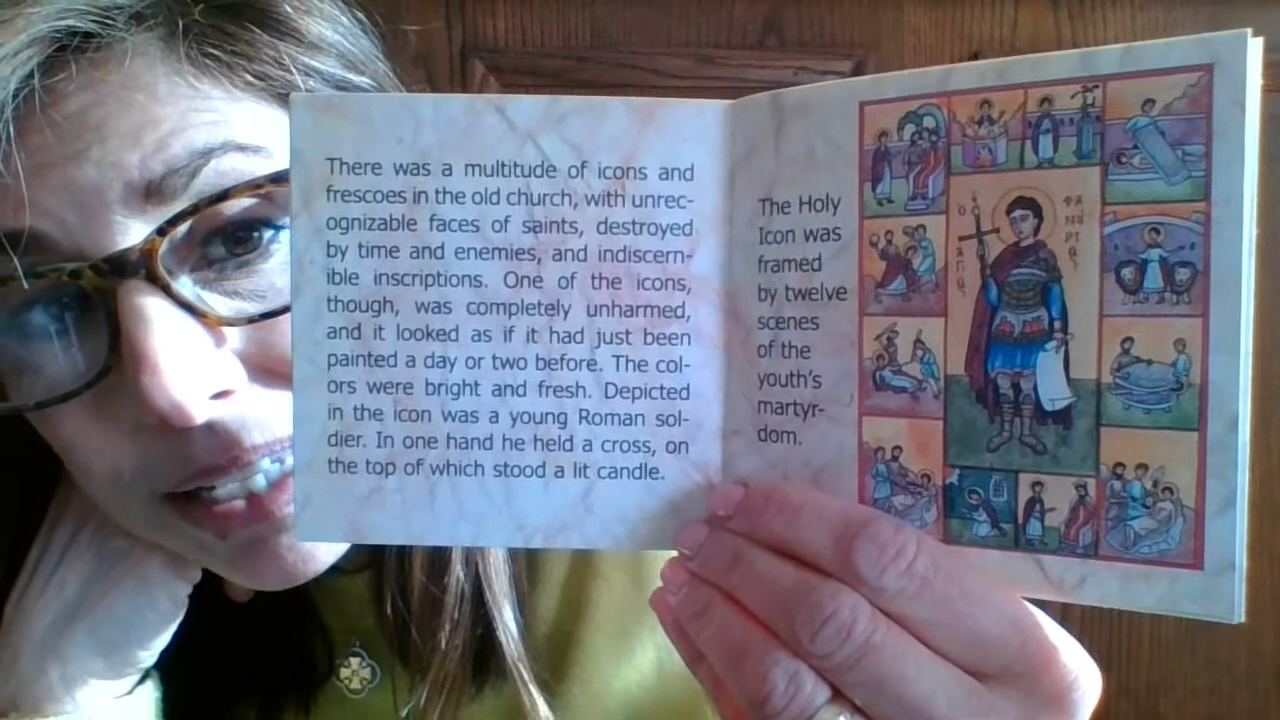 There was a multitude of icons and
frescoes in the old church, with unrec-
ognizable faces of saints, destroyed
by time and enemies, and indiscern-
ible inscriptions. One of the icons,
though, was completely unharmed,
and it looked as if it had just been
painted a day or two before. The col-
ors were bright and fresh. Depicted
in the icon was a young Roman sol-
dier. In one hand he held a cross, on
the top of which stood a lit candle.
The Holy
Icon was
framed
by twelve
scenes
of the
youth's
martyr-
dom.